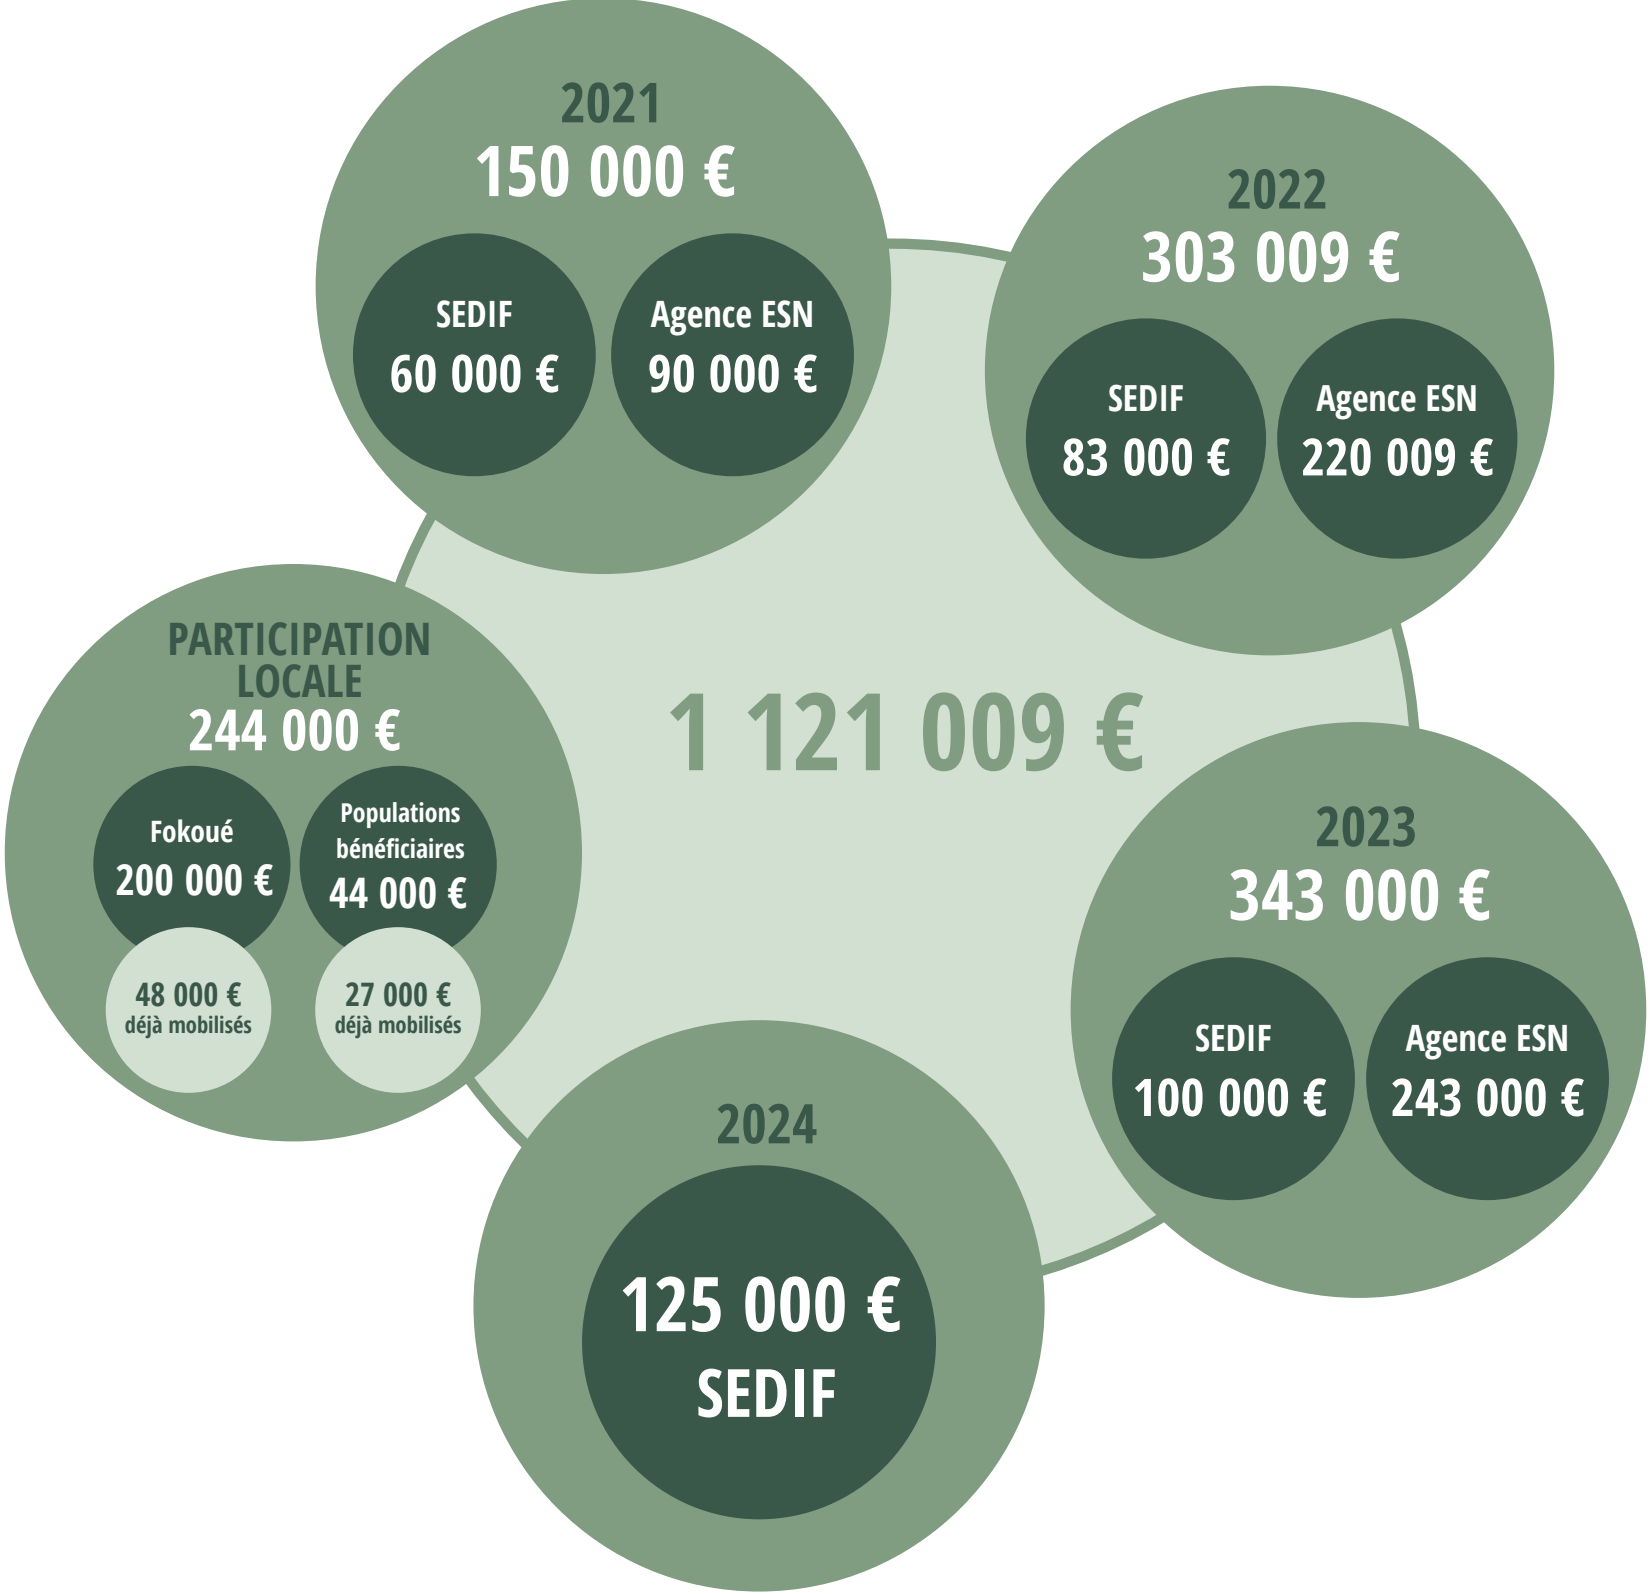 2021
150 000 €
SEDIF
60 000 €
Agence ESN
90 000 €
2022
303 009 €
SEDIF
83 000 €
Agence ESN
220 009 €
PARTICIPATION
LOCALE
244 000 €
Fokoué
200 000 €
48 000 €
déjà mobilisés
Populations
bénéficiaires
44 000 €
27 000 €
déjà mobilisés
1 121 009 €
2023
343 000 €
SEDIF
100 000 €
Agence ESN
243 000 €
2024
125 000 €
SEDIF